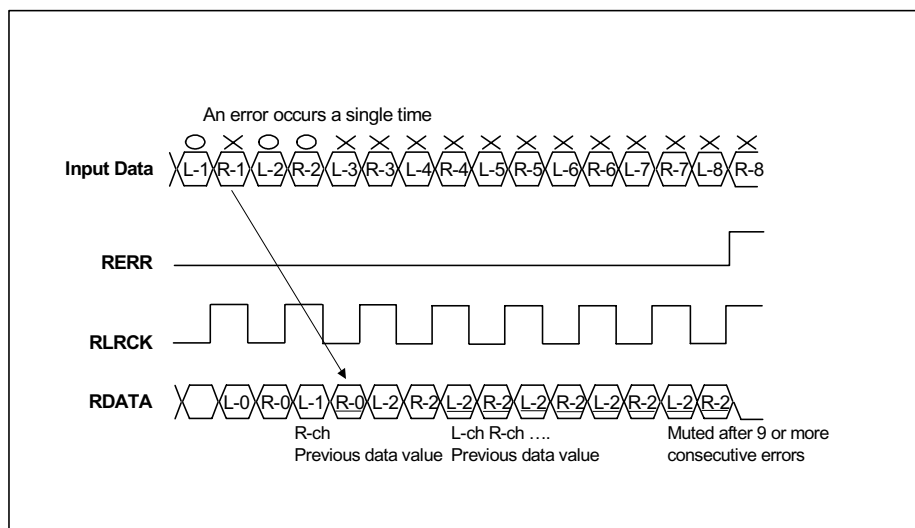 An error occurs a single time
Input Data L-1 R-1 L-2 R-2 L-3 R-3 L-4 R-4 L-5 R-5 L-6 R-6 L-7 R-7 L-8 R-8
RERR
RLRCK
RDATA L-0 R-0 L-1 R-0 L-2 R-2 L-2 R-2 L-2 R-2 L-2 R-2 L-2 R-2
R-ch L-ch R-ch .... Muted after 9 or more
Previous data value Previous data value consecutive errors